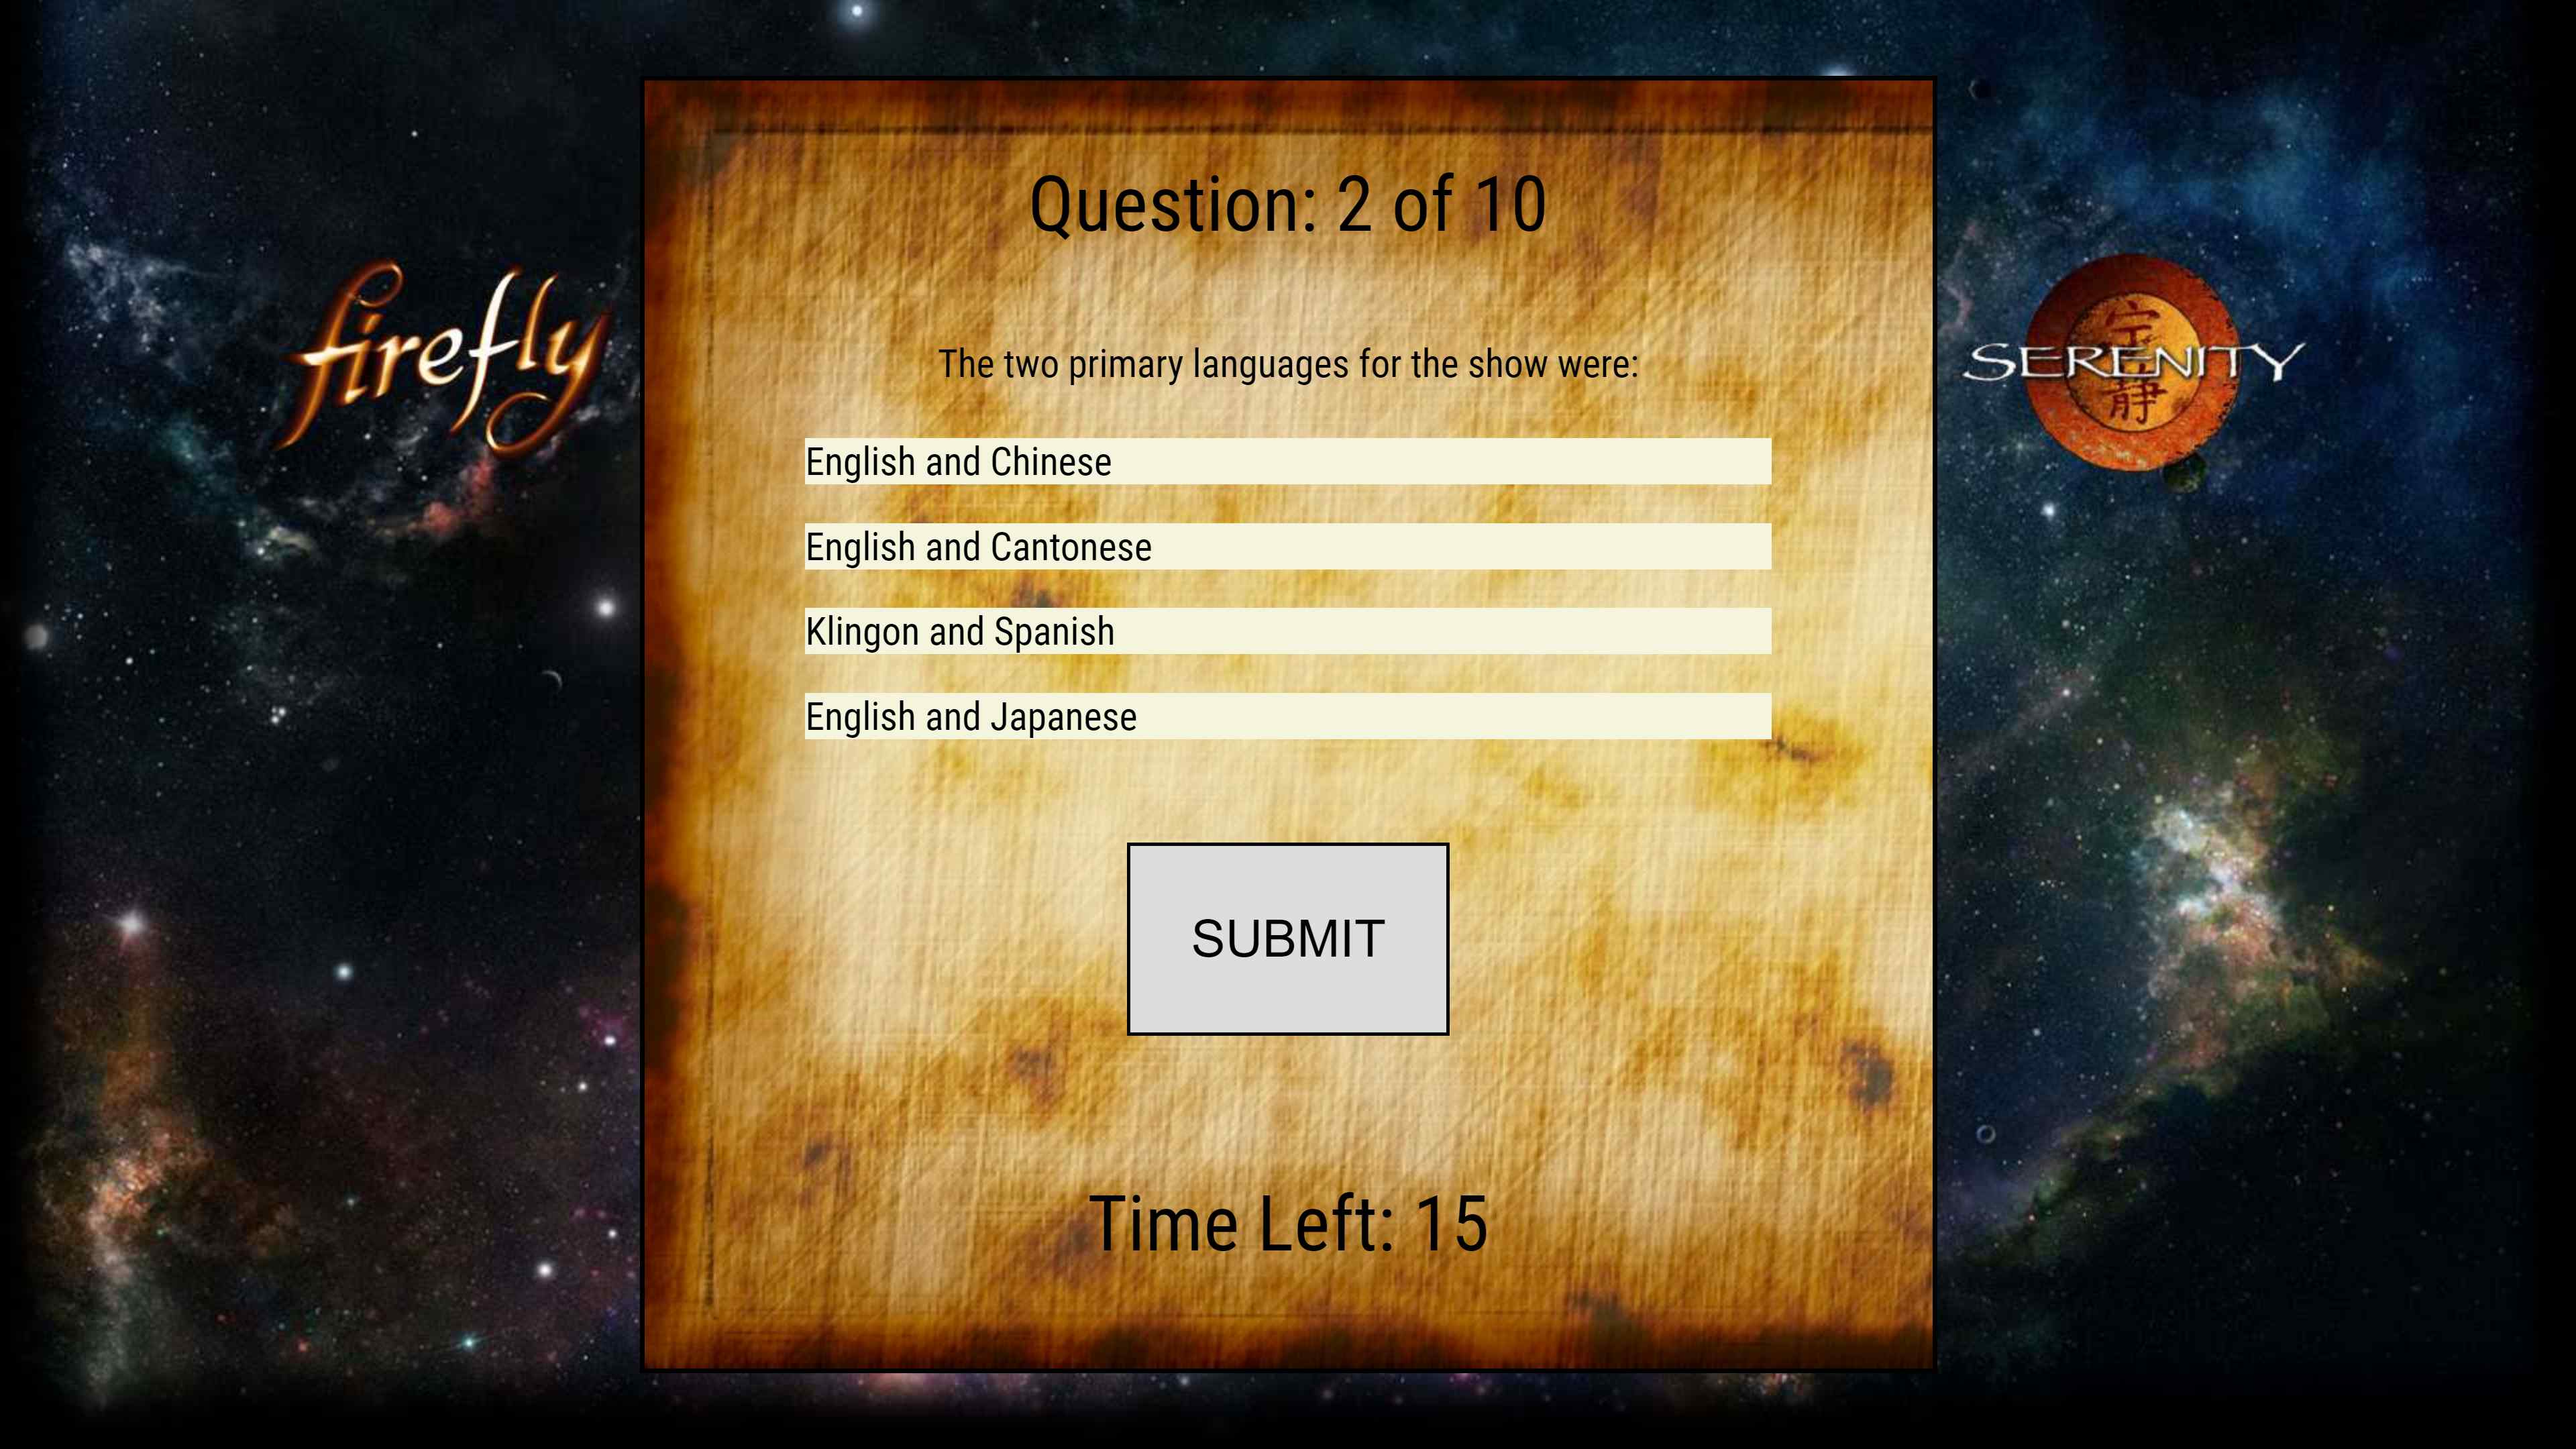 Question: 2 of 10
firefly
The two primary languages for the show were:
宁静
SERENITY
English and Chinese
English and Cantonese
Klingon and Spanish
English and Japanese
SUBMIT
Time Left: 15